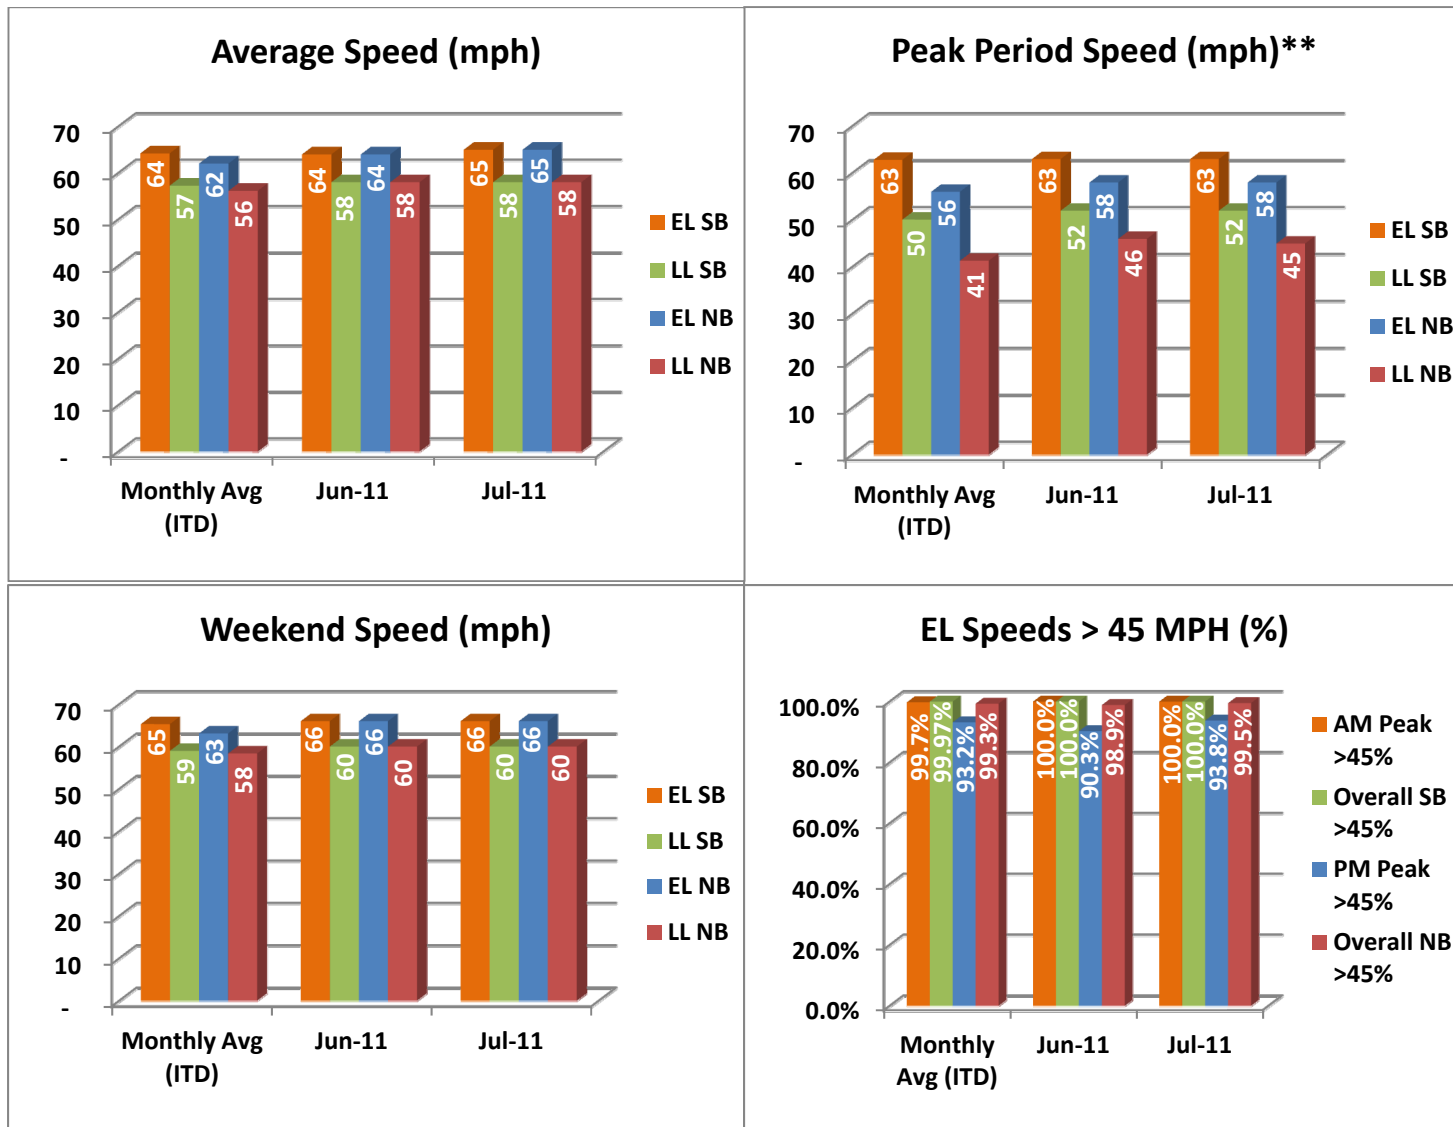 Average Speed (mph)
70
60
50
40
30
20
10
-
64
57
62
56
64
58
64
58
65
58
65
58
Monthly Avg
(ITD)
Jun-11
Jul-11
EL SB
LL SB
EL NB
LL NB
Peak Period Speed (mph)**
70
60
50
40
30
20
10
-
63
50
56
41
63
52
58
46
63
52
58
45
Monthly Avg
(ITD)
Jun-11
Jul-11
EL SB
LL SB
EL NB
LL NB
Weekend Speed (mph)
70
60
50
40
30
20
10
-
65
59
63
58
66
60
66
60
66
60
66
60
Monthly Avg
(ITD)
Jun-11
Jul-11
EL SB
LL SB
EL NB
LL NB
EL Speeds > 45 MPH (%)
100.0%
80.0%
60.0%
40.0%
20.0%
0.0%
99.7%
99.97%
93.2%
99.3%
100.0%
100.0%
90.3%
98.9%
100.0%
100.0%
93.8%
99.5%
Monthly
Avg (ITD)
Jun-11
Jul-11
AM Peak
>45%
Overall SB
>45%
PM Peak
>45%
Overall NB
>45%